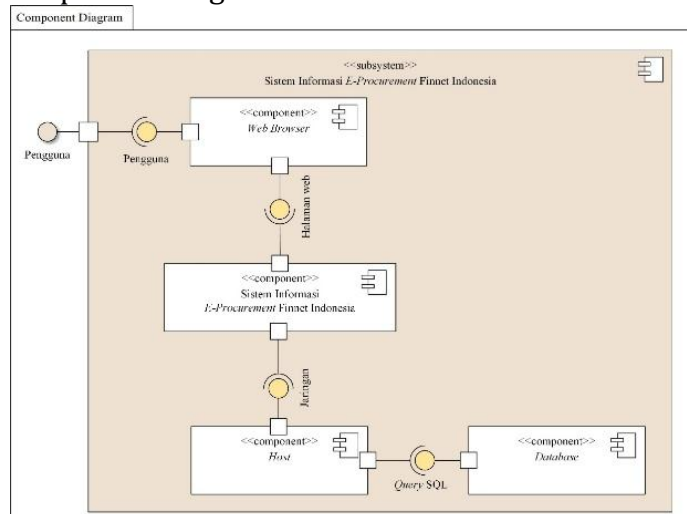 Component Diagram
<<subsystem>>
Sistem Informasi E-Procurement Finnet Indonesia
<<component>>
Web Browser
Pengguna
Pengguna
Halaman web
<<component>>
Sistem Informasi
E-Procurement Finnet Indonesia
Jaringan
<<component>>
Host
<<component>>
Database
Query SQL